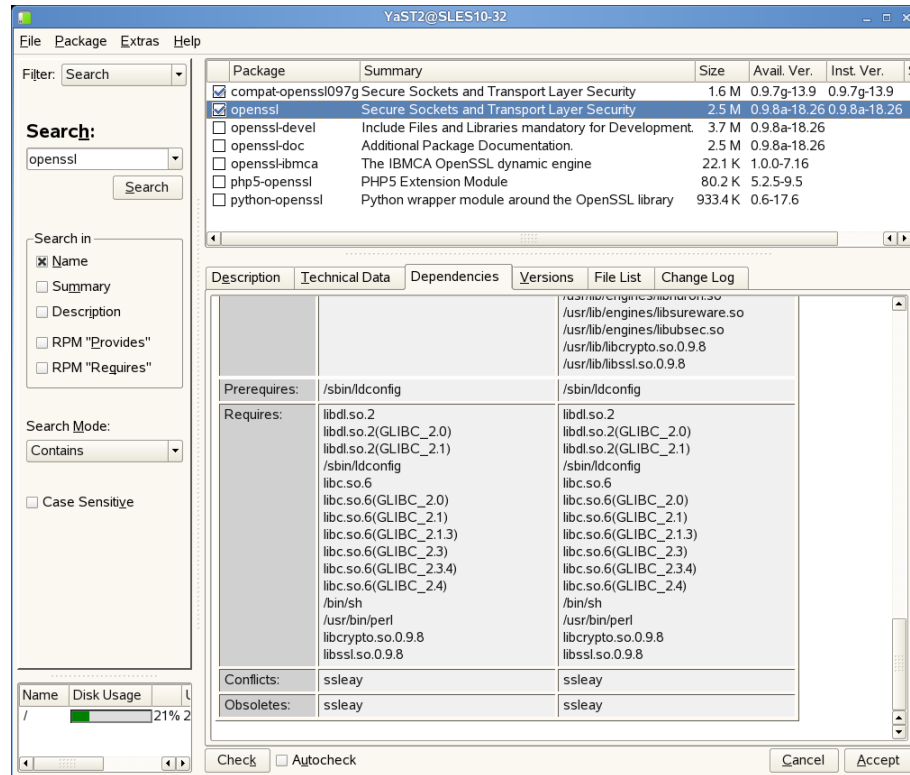 YaST2@SLES10-32
File Package Extras Help
Filter: Search
Search:
openssl
Search
Search in
Name
Summary
Description
RPM "Provides"
RPM "Requires"
Search Mode:
Contains
Case Sensitive
Name Disk Usage
/ 21% 2
Package Summary Size Avail. Ver. Inst. Ver.
compat-openssl097g Secure Sockets and Transport Layer Security 1.6 M 0.9.7g-13.9 0.9.7g-13.9
openssl Secure Sockets and Transport Layer Security 2.5 M 0.9.8a-18.26 0.9.8a-18.26
openssl-devel Include Files and Libraries mandatory for Development. 3.7 M 0.9.8a-18.26
openssl-doc Additional Package Documentation. 2.5 M 0.9.8a-18.26
openssl-ibmca The IBMCA OpenSSL dynamic engine 22.1 K 1.0.0-7.16
php5-openssl PHP5 Extension Module 80.2 K 5.2.5-9.5
python-openssl Python wrapper module around the OpenSSL library 933.4 K 0.6-17.6
Description Technical Data Dependencies Versions File List Change Log
/usr/lib/engines/libsureware.so
/usr/lib/engines/libubsec.so
/usr/lib/libcrypto.so.0.9.8
/usr/lib/libssl.so.0.9.8
Prerequires: /sbin/ldconfig /sbin/ldconfig
Requires: libdl.so.2 libdl.so.2
libdl.so.2(GLIBC_2.0) libdl.so.2(GLIBC_2.0)
libdl.so.2(GLIBC_2.1) libdl.so.2(GLIBC_2.1)
/sbin/ldconfig /sbin/ldconfig
libc.so.6 libc.so.6
libc.so.6(GLIBC_2.0) libc.so.6(GLIBC_2.0)
libc.so.6(GLIBC_2.1) libc.so.6(GLIBC_2.1)
libc.so.6(GLIBC_2.1.3) libc.so.6(GLIBC_2.1.3)
libc.so.6(GLIBC_2.3) libc.so.6(GLIBC_2.3)
libc.so.6(GLIBC_2.3.4) libc.so.6(GLIBC_2.3.4)
libc.so.6(GLIBC_2.4) libc.so.6(GLIBC_2.4)
/bin/sh /bin/sh
/usr/bin/perl /usr/bin/perl
libcrypto.so.0.9.8 libcrypto.so.0.9.8
libssl.so.0.9.8 libssl.so.0.9.8
Conflicts: ssleay ssleay
Obsoletes: ssleay ssleay
Check Autocheck Cancel Accept